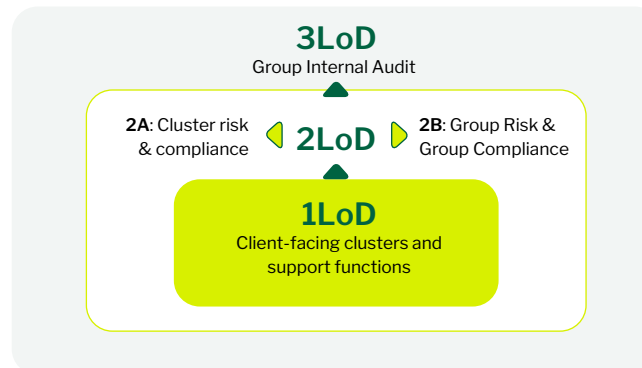 3LoD
Group Internal Audit
2A: Cluster risk
& compliance
2LoD
2B: Group Risk &
Group Compliance
1LoD
Client-facing clusters and
support functions